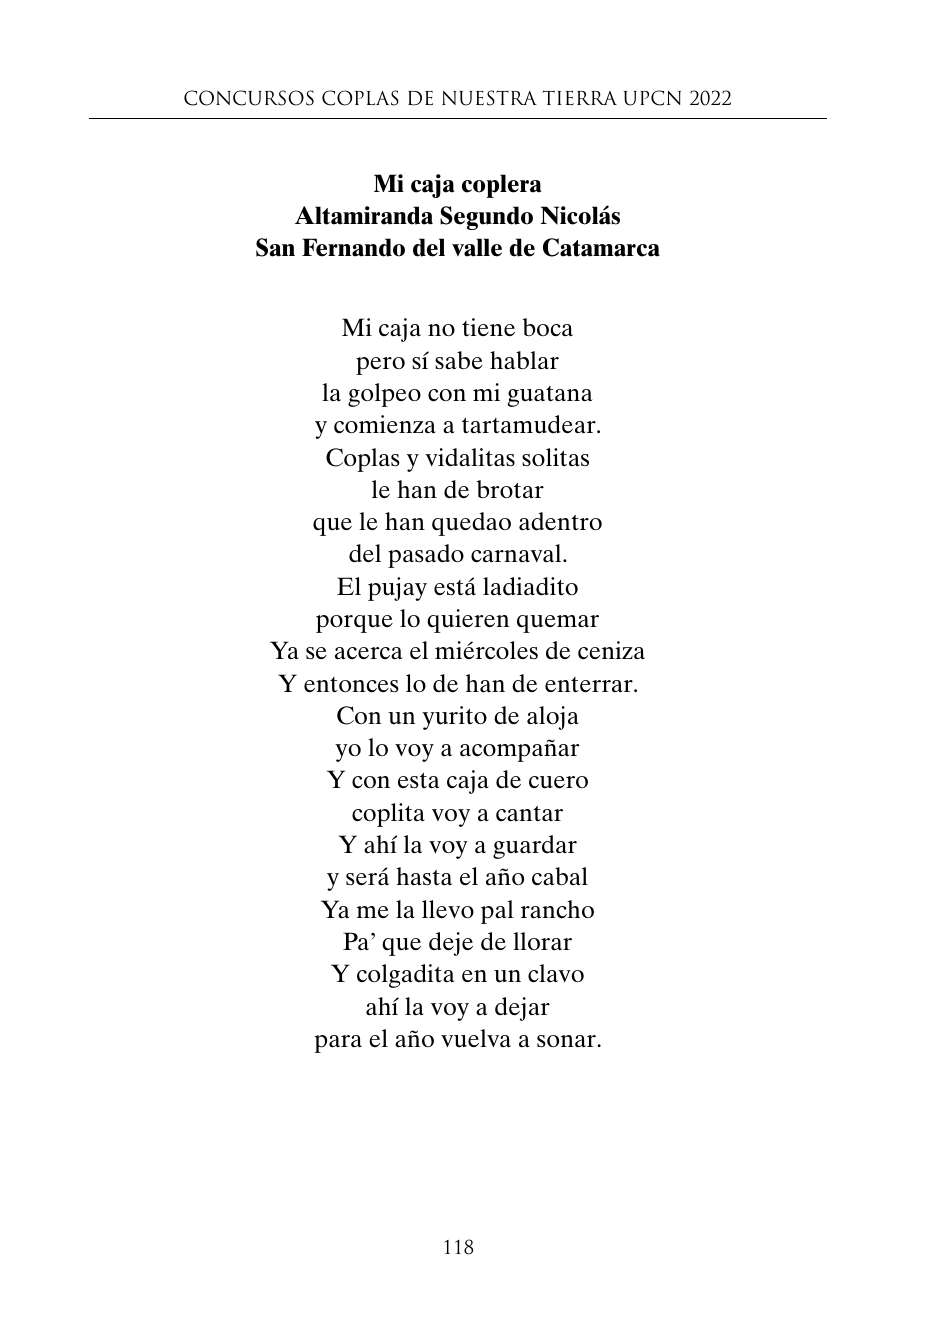 CONCURSOS COPLAS DE NUESTRA TIERRA UPCN 2022
Mi caja coplera
Altamiranda Segundo Nicolás
San Fernando del valle de Catamarca
Mi caja no tiene boca
pero sí sabe hablar
la golpeo con mi guatana
y comienza a tartamudear.
Coplas y vidalitas solitas
le han de brotar
que le han quedao adentro
del pasado carnaval.
El pujay está ladiadito
porque lo quieren quemar
Ya se acerca el miércoles de ceniza
Y entonces lo de han de enterrar.
Con un yurito de aloja
yo lo voy a acompañar
Y con esta caja de cuero
coplita voy a cantar
Y ahí la voy a guardar
y será hasta el año cabal
Ya me la llevo pal rancho
Pa’ que deje de llorar
Y colgadita en un clavo
ahí la voy a dejar
para el año vuelva a sonar.
118